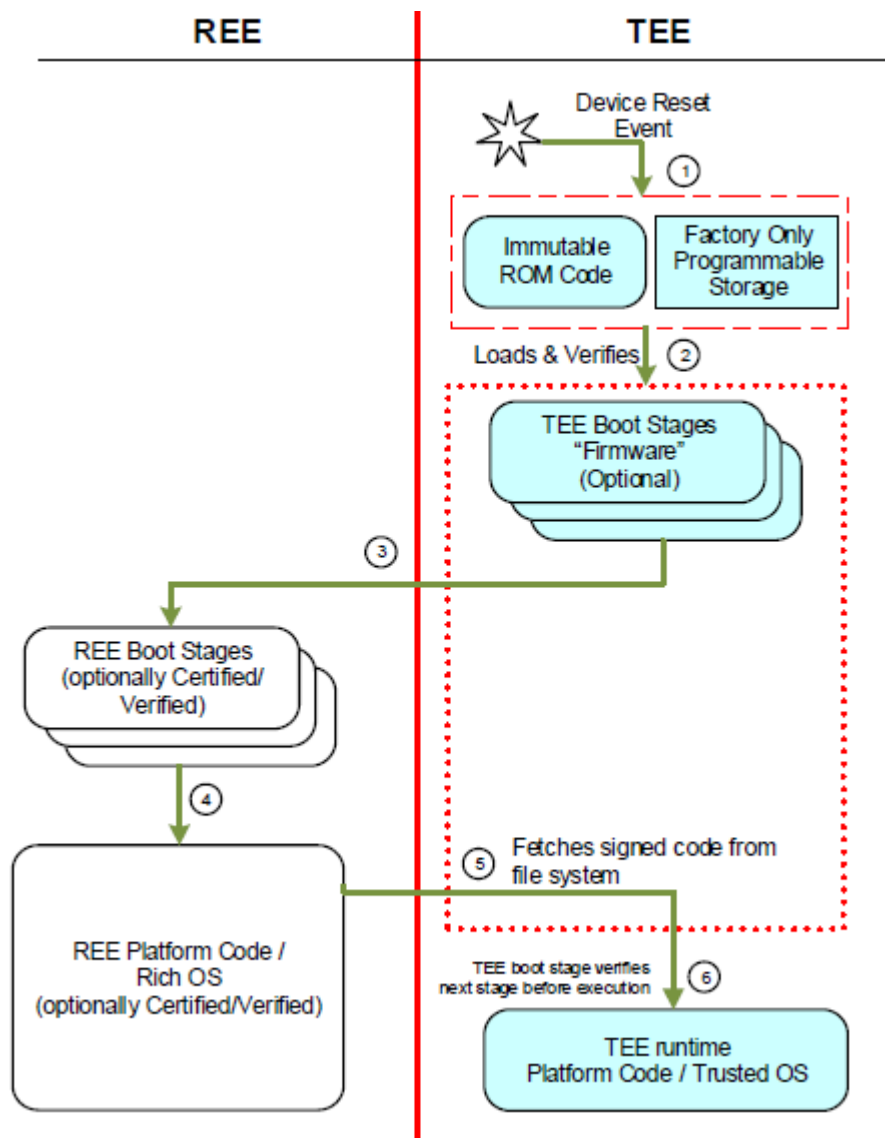 REE
TEE
Device Reset
Event
1
Immutable
ROM Code
Factory Only
Programmable
Storage
Loads & Verifies
2
TEE Boot Stages
“Firmware”
(Optional)
3
REE Boot Stages
(optionally Certified/
Verified)
4
5
Fetches signed code from
file system
REE Platform Code /
Rich OS
(optionally Certified/Verified)
TEE boot stage verifies
next stage before execution
6
TEE runtime
Platform Code / Trusted OS